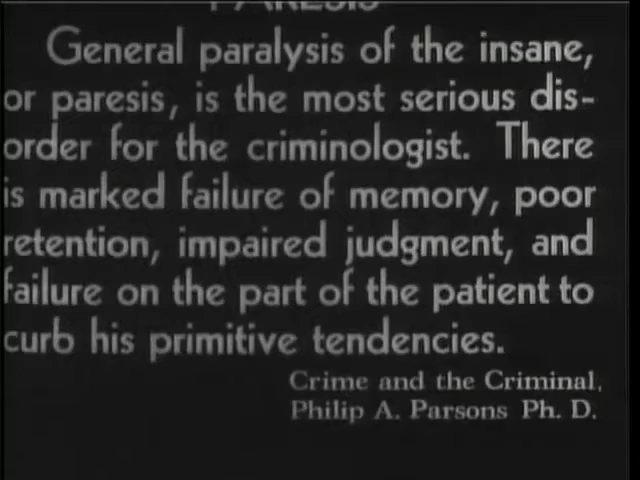 PARESIS
General paralysis of the insane,
or paresis, is the most serious dis-
order for the criminologist. There
is marked failure of memory, poor
retention, impaired judgment, and
failure on the part of the patient to
curb his primitive tendencies.
Crime and the Criminal,
Philip A. Parsons Ph. D.